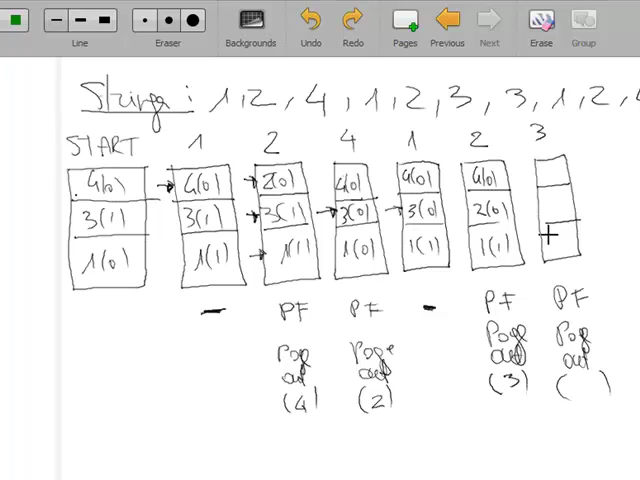 Line
Eraser
Backgrounds
Undo
Redo
Pages
Previous
Next
Erase
Group
Stringa : 1,2,4,1,2,3,3,1,2,4
START 1 2 4 1 2 3
4(0) 4(0) 2(0) 4(0) 4(0) 4(0)
3(1) 3(1) 3(1) 3(0) 3(0) 2(0)
1(0) 1(1) 1(1) 1(0) 1(1) 1(1)
- PF PF - PF PF
Page Page Page Page
out out out out
(4) (2) (3) ( )